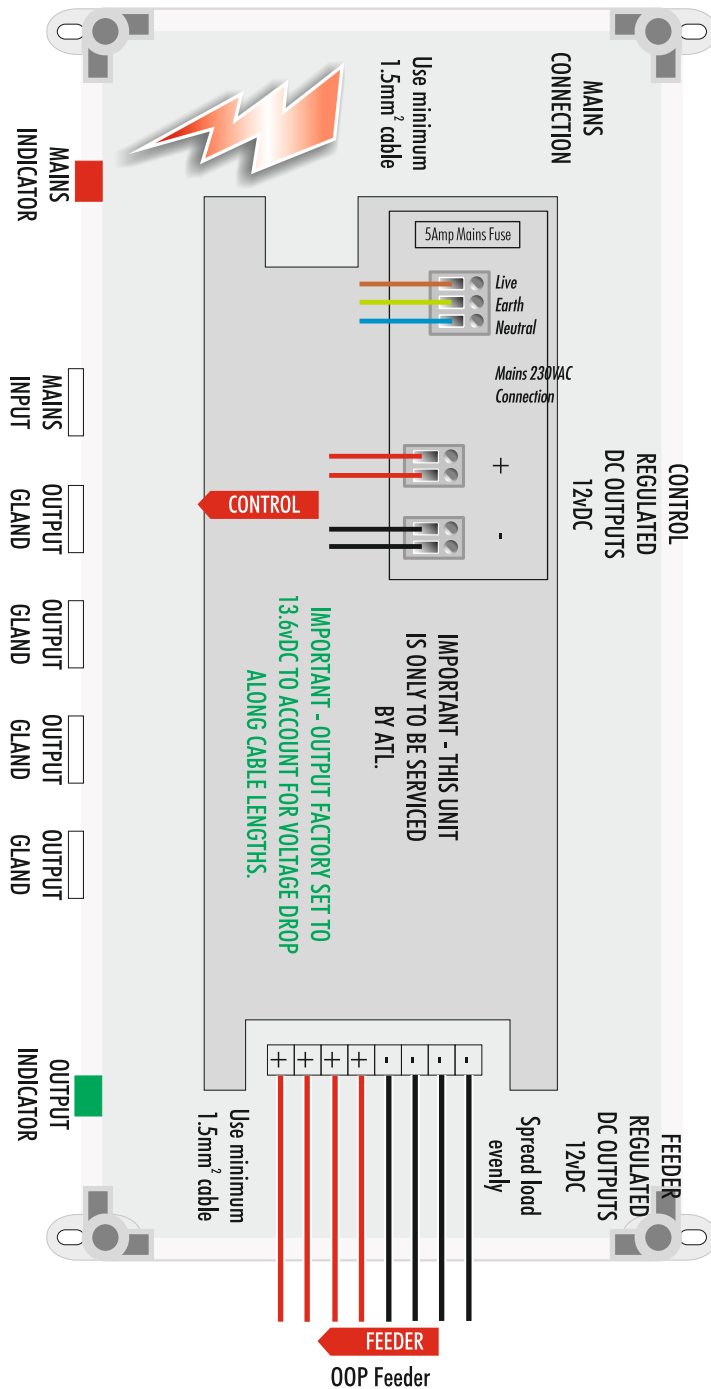 MAINS
CONNECTION
Use minimum
1.5mm² cable
MAINS
INDICATOR
5Amp Mains Fuse
Live
Earth
Neutral
Mains 230VAC
Connection
+
-
CONTROL
CONTROL
REGULATED
DC OUTPUTS
12vDC
MAINS
INPUT
OUTPUT
GLAND
OUTPUT
GLAND
OUTPUT
GLAND
OUTPUT
GLAND
IMPORTANT - THIS UNIT
IS ONLY TO BE SERVICED
BY ATL.
IMPORTANT - OUTPUT FACTORY SET TO
13.6vDC TO ACCOUNT FOR VOLTAGE DROP
ALONG CABLE LENGTHS.
OUTPUT
INDICATOR
+ + + + - - - -
Use minimum
1.5mm² cable
Spread load
evenly
FEEDER
REGULATED
DC OUTPUTS
12vDC
FEEDER
OOP Feeder